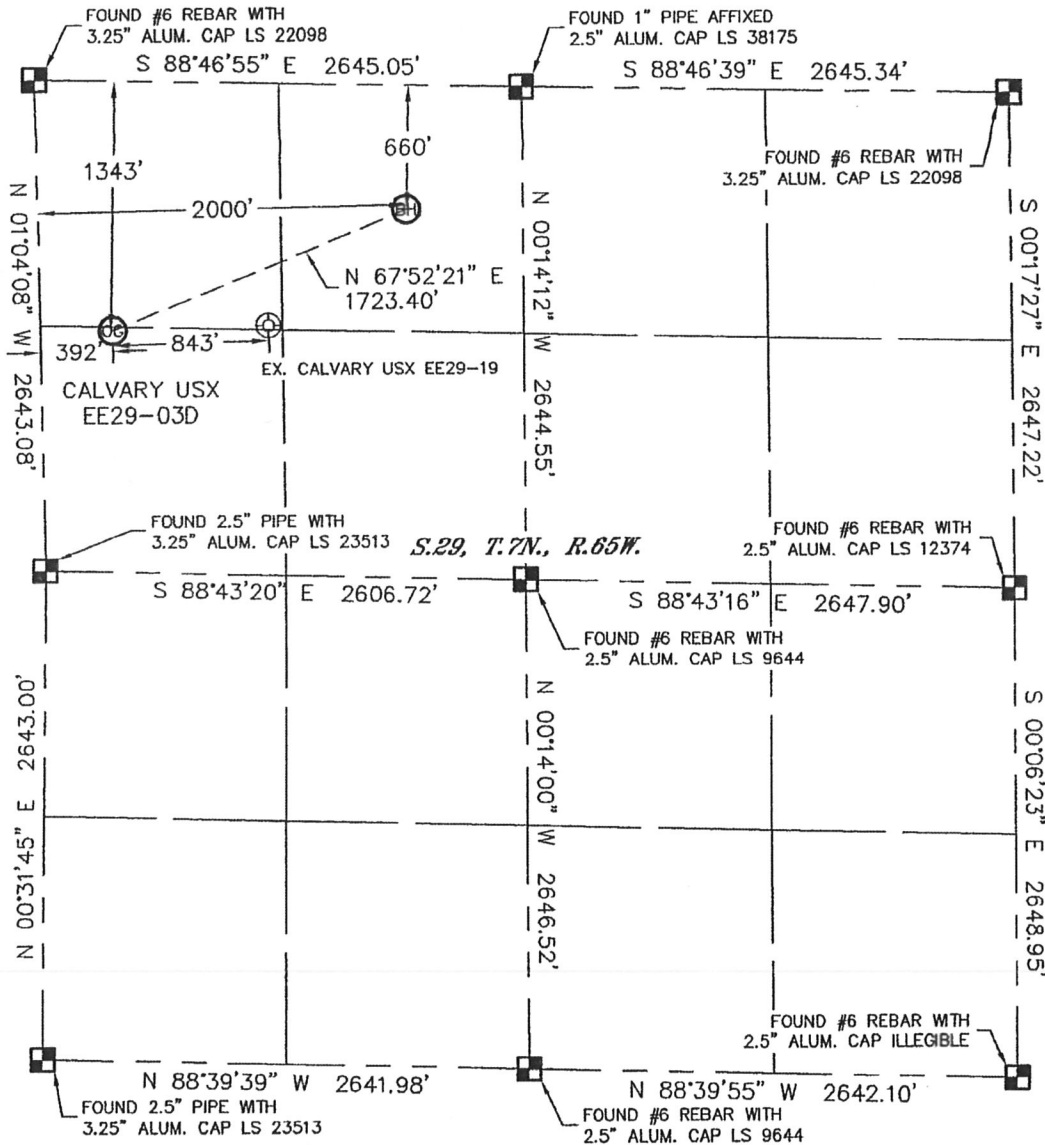 FOUND #6 REBAR WITH
3.25" ALUM. CAP LS 22098
FOUND 1" PIPE AFFIXED
2.5" ALUM. CAP LS 38175
S 88°46'55" E 2645.05'
S 88°46'39" E 2645.34'
FOUND #6 REBAR WITH
3.25" ALUM. CAP LS 22098
1343'
660'
2000'
BH
N 67°52'21" E
1723.40'
N 01°04'08" W 2643.08'
N 00°14'12" W 2644.55'
S 00°17'27" E 2647.22'
OG
392'
843'
EX. CALVARY USX EE29-19
CALVARY USX
EE29-03D
FOUND 2.5" PIPE WITH
3.25" ALUM. CAP LS 23513
S.29, T.7N., R.65W.
FOUND #6 REBAR WITH
2.5" ALUM. CAP LS 12374
S 88°43'20" E 2606.72'
S 88°43'16" E 2647.90'
FOUND #6 REBAR WITH
2.5" ALUM. CAP LS 9644
N 00°31'45" E 2643.00'
N 00°14'00" W 2646.52'
S 00°06'23" E 2648.95'
FOUND #6 REBAR WITH
2.5" ALUM. CAP ILLEGIBLE
N 88°39'39" W 2641.98'
N 88°39'55" W 2642.10'
FOUND 2.5" PIPE WITH
3.25" ALUM. CAP LS 23513
FOUND #6 REBAR WITH
2.5" ALUM. CAP LS 9644